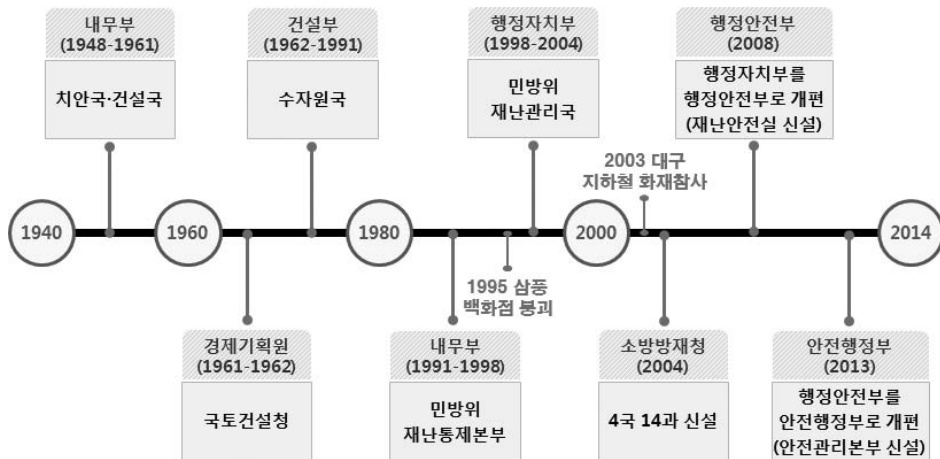 내무부
(1948-1961)
치안국·건설국
건설부
(1962-1991)
수자원국
행정자치부
(1998-2004)
민방위
재난관리국
행정안전부
(2008)
행정자치부를
행정안전부로 개편
(재난안전실 신설)
2003 대구
지하철 화재참사
1940
1960
1980
2000
2014
1995 삼풍
백화점 붕괴
경제기획원
(1961-1962)
국토건설청
내무부
(1991-1998)
민방위
재난통제본부
소방방재청
(2004)
4국 14과 신설
안전행정부
(2013)
행정안전부를
안전행정부로 개편
(안전관리본부 신설)